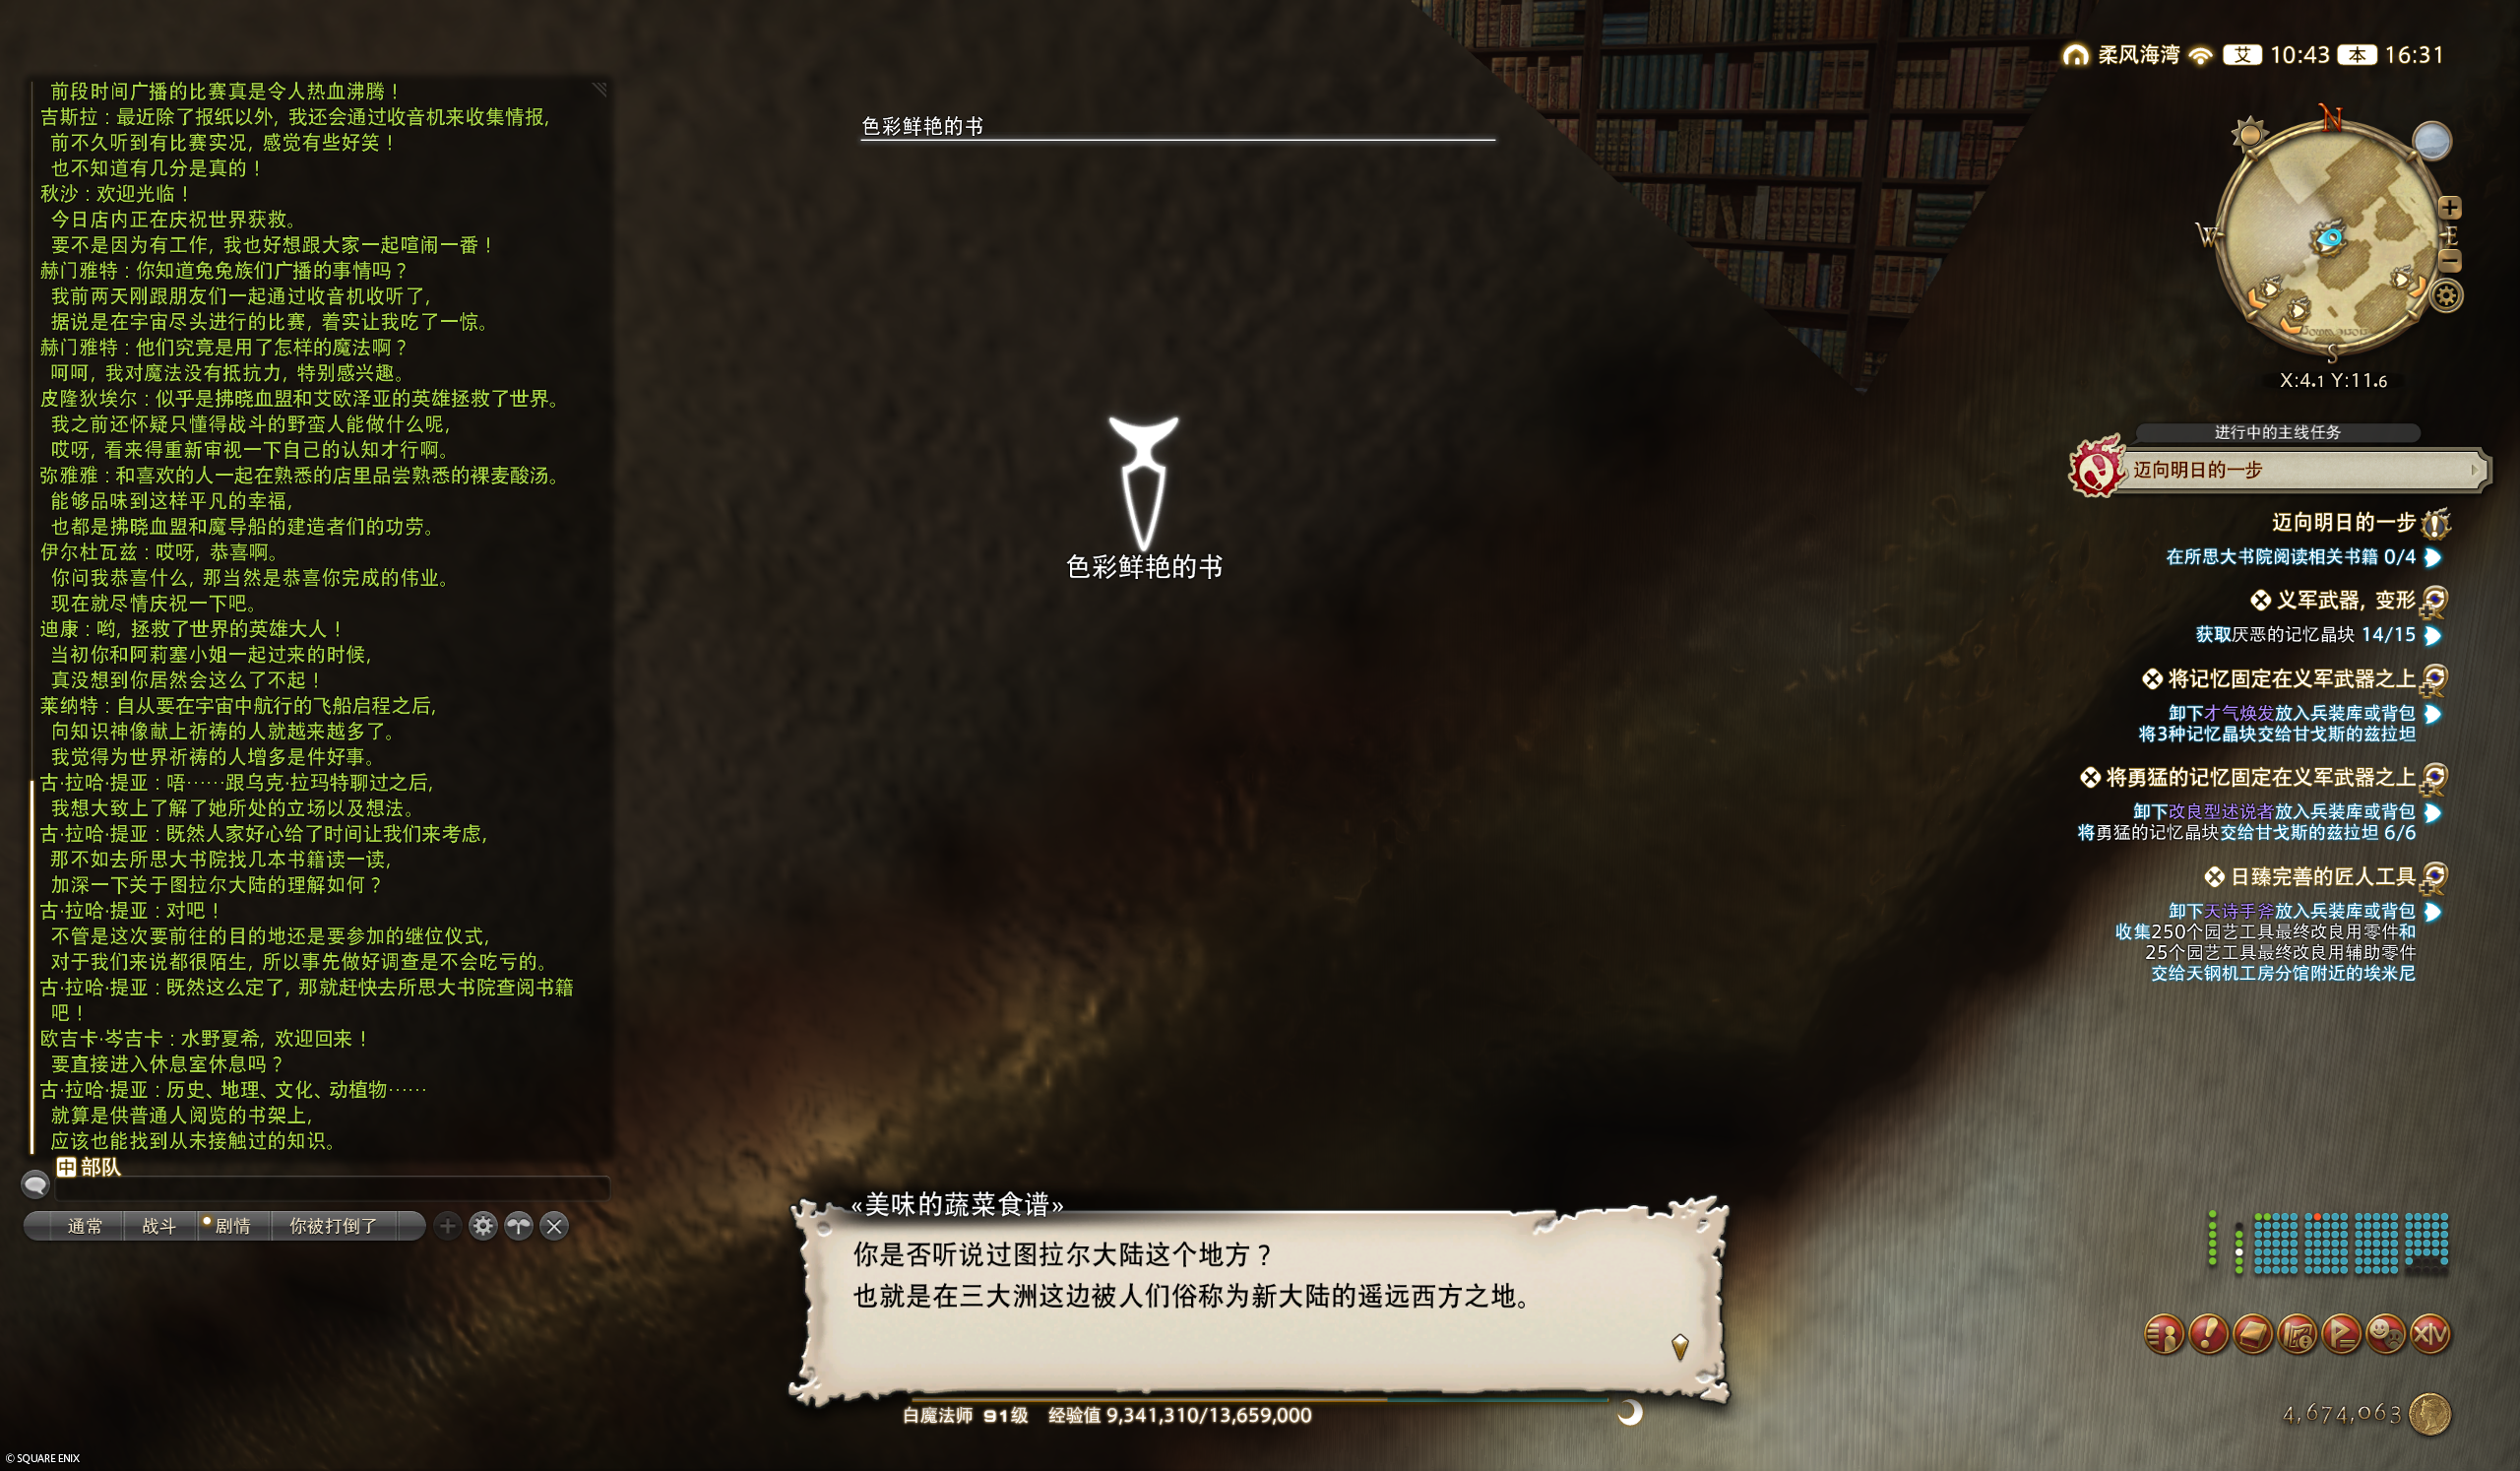 前段时间广播的比赛真是令人热血沸腾！
吉斯拉：最近除了报纸以外，我还会通过收音机来收集情报，
前不久听到有比赛实况，感觉有些好笑！
也不知道有几分是真的！
秋沙：欢迎光临！
今日店内正在庆祝世界获救。
要不是因为有工作，我也好想跟大家一起喧闹一番！
赫门雅特：你知道兔兔族们广播的事情吗？
我前两天刚跟朋友们一起通过收音机收听了，
据说是在宇宙尽头进行的比赛，着实让我吃了一惊。
赫门雅特：他们究竟是用了怎样的魔法啊？
呵呵，我对魔法没有抵抗力，特别感兴趣。
皮隆狄埃尔：似乎是拂晓血盟和艾欧泽亚的英雄拯救了世界。
我之前还怀疑只懂得战斗的野蛮人能做什么呢，
哎呀，看来得重新审视一下自己的认知才行啊。
弥雅雅：和喜欢的人一起在熟悉的店里品尝熟悉的裸麦酸汤。
能够品味到这样平凡的幸福，
也都是拂晓血盟和魔导船的建造者们的功劳。
伊尔杜瓦兹：哎呀，恭喜啊。
你问我恭喜什么，那当然是恭喜你完成的伟业。
现在就尽情庆祝一下吧。
迪康：哟，拯救了世界的英雄大人！
当初你和阿莉塞小姐一起过来的时候，
真没想到你居然会这么了不起！
莱纳特：自从要在宇宙中航行的飞船启程之后，
向知识神像献上祈祷的人就越来越多了。
我觉得为世界祈祷的人增多是件好事。
古·拉哈·提亚：唔……跟乌克·拉玛特聊过之后，
我想大致上了解了她所处的立场以及想法。
古·拉哈·提亚：既然人家好心给了时间让我们来考虑，
那不如去所思大书院找几本书籍读一读，
加深一下关于图拉尔大陆的理解如何？
古·拉哈·提亚：对吧！
不管是这次要前往的目的地还是要参加的继位仪式，
对于我们来说都很陌生，所以事先做好调查是不会吃亏的。
古·拉哈·提亚：既然这么定了，那就赶快去所思大书院查阅书籍
吧！
欧吉卡·岑吉卡：水野夏希，欢迎回来！
要直接进入休息室休息吗？
古·拉哈·提亚：历史、地理、文化、动植物……
就算是供普通人阅览的书架上，
应该也能找到从未接触过的知识。
中 部队
通常 战斗 剧情 你被打倒了
© SQUARE ENIX
色彩鲜艳的书
色彩鲜艳的书
«美味的蔬菜食谱»
你是否听说过图拉尔大陆这个地方？
也就是在三大洲这边被人们俗称为新大陆的遥远西方之地。
白魔法师 91级 经验值 9,341,310/13,659,000
柔风海湾 艾 10:43 本 16:31
N
W
E
S
X:4.1 Y:11.6
进行中的主线任务
迈向明日的一步
迈向明日的一步
在所思大书院阅读相关书籍 0/4
义军武器，变形
获取厌恶的记忆晶块 14/15
将记忆固定在义军武器之上
卸下才气焕发放入兵装库或背包
将3种记忆晶块交给甘戈斯的兹拉坦
将勇猛的记忆固定在义军武器之上
卸下改良型述说者放入兵装库或背包
将勇猛的记忆晶块交给甘戈斯的兹拉坦 6/6
日臻完善的匠人工具
卸下天诗手斧放入兵装库或背包
收集250个园艺工具最终改良用零件和
25个园艺工具最终改良用辅助零件
交给天钢机工房分馆附近的埃米尼
XIV
4,674,063